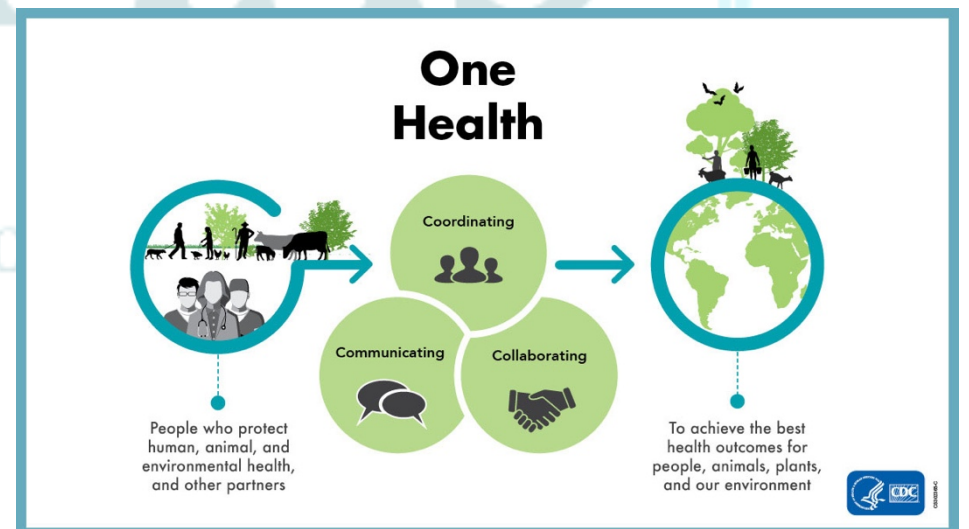 One
Health
Coordinating
Communicating
Collaborating
People who protect
human, animal, and
environmental health,
and other partners
To achieve the best
health outcomes for
people, animals, plants,
and our environment
CDC